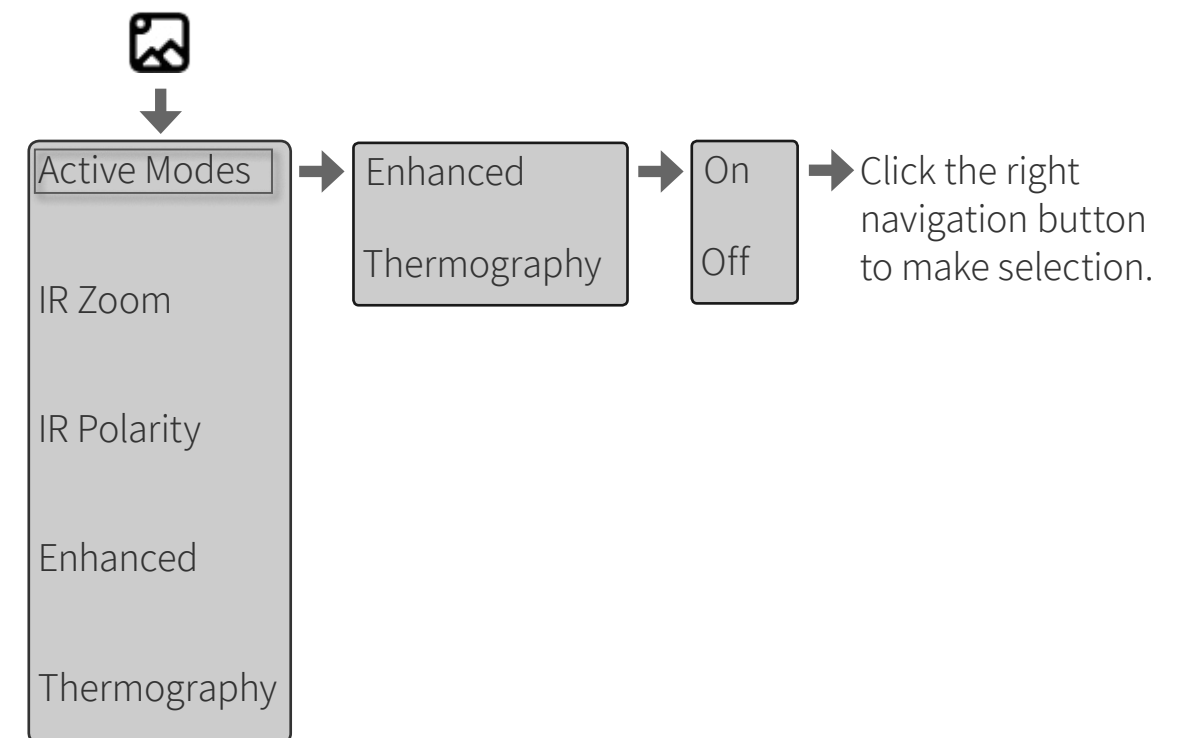 Active Modes
IR Zoom
IR Polarity
Enhanced
Thermography
Enhanced
Thermography
On
Off
Click the right
navigation button
to make selection.